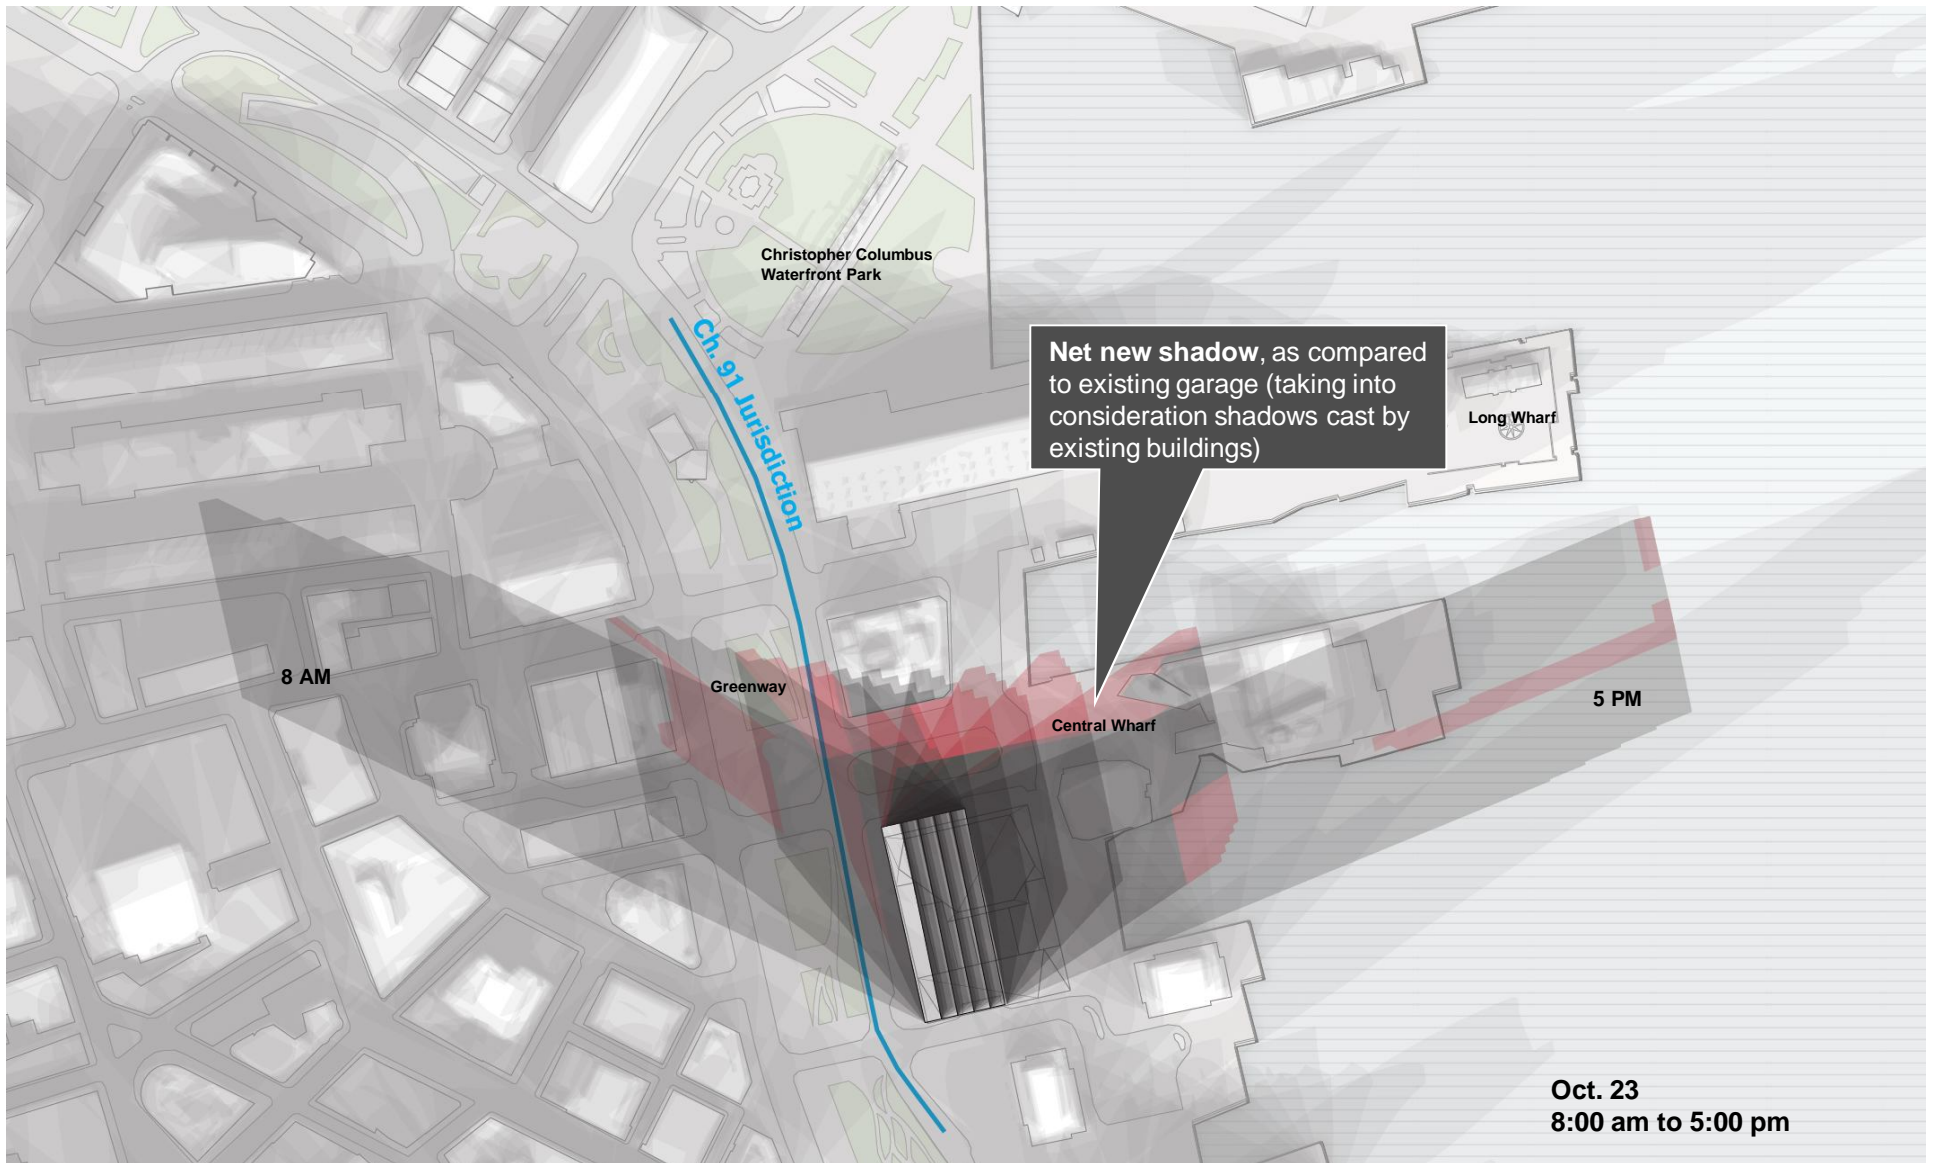 Christopher Columbus
Waterfront Park
Ch. 91 Jurisdiction
Net new shadow, as compared
to existing garage (taking into
consideration shadows cast by
existing buildings)
Long Wharf
8 AM
Greenway
Central Wharf
5 PM
Oct. 23
8:00 am to 5:00 pm